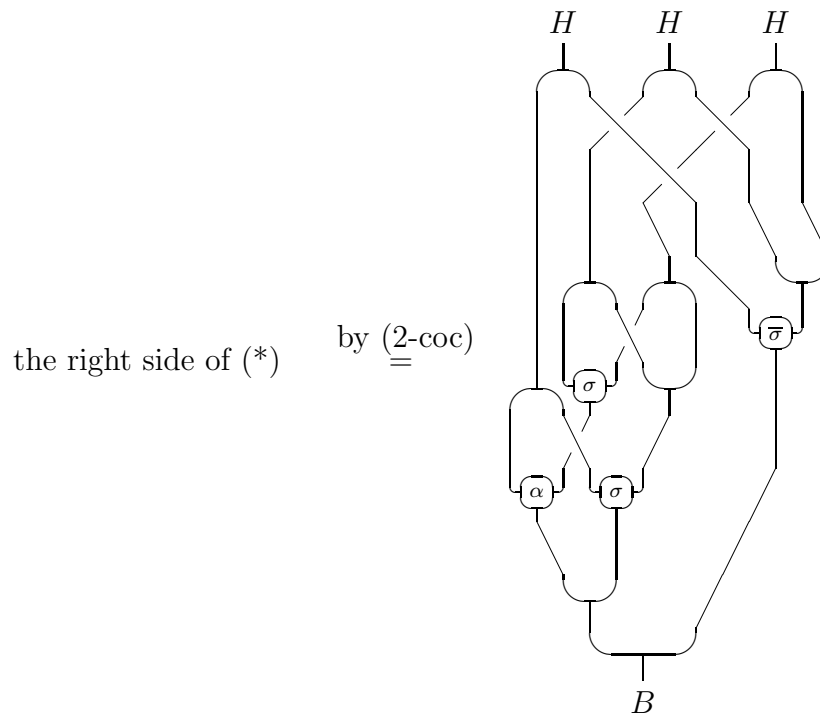 H H H
the right side of (*) by (2-coc)
=
σ̅
σ
α σ
B